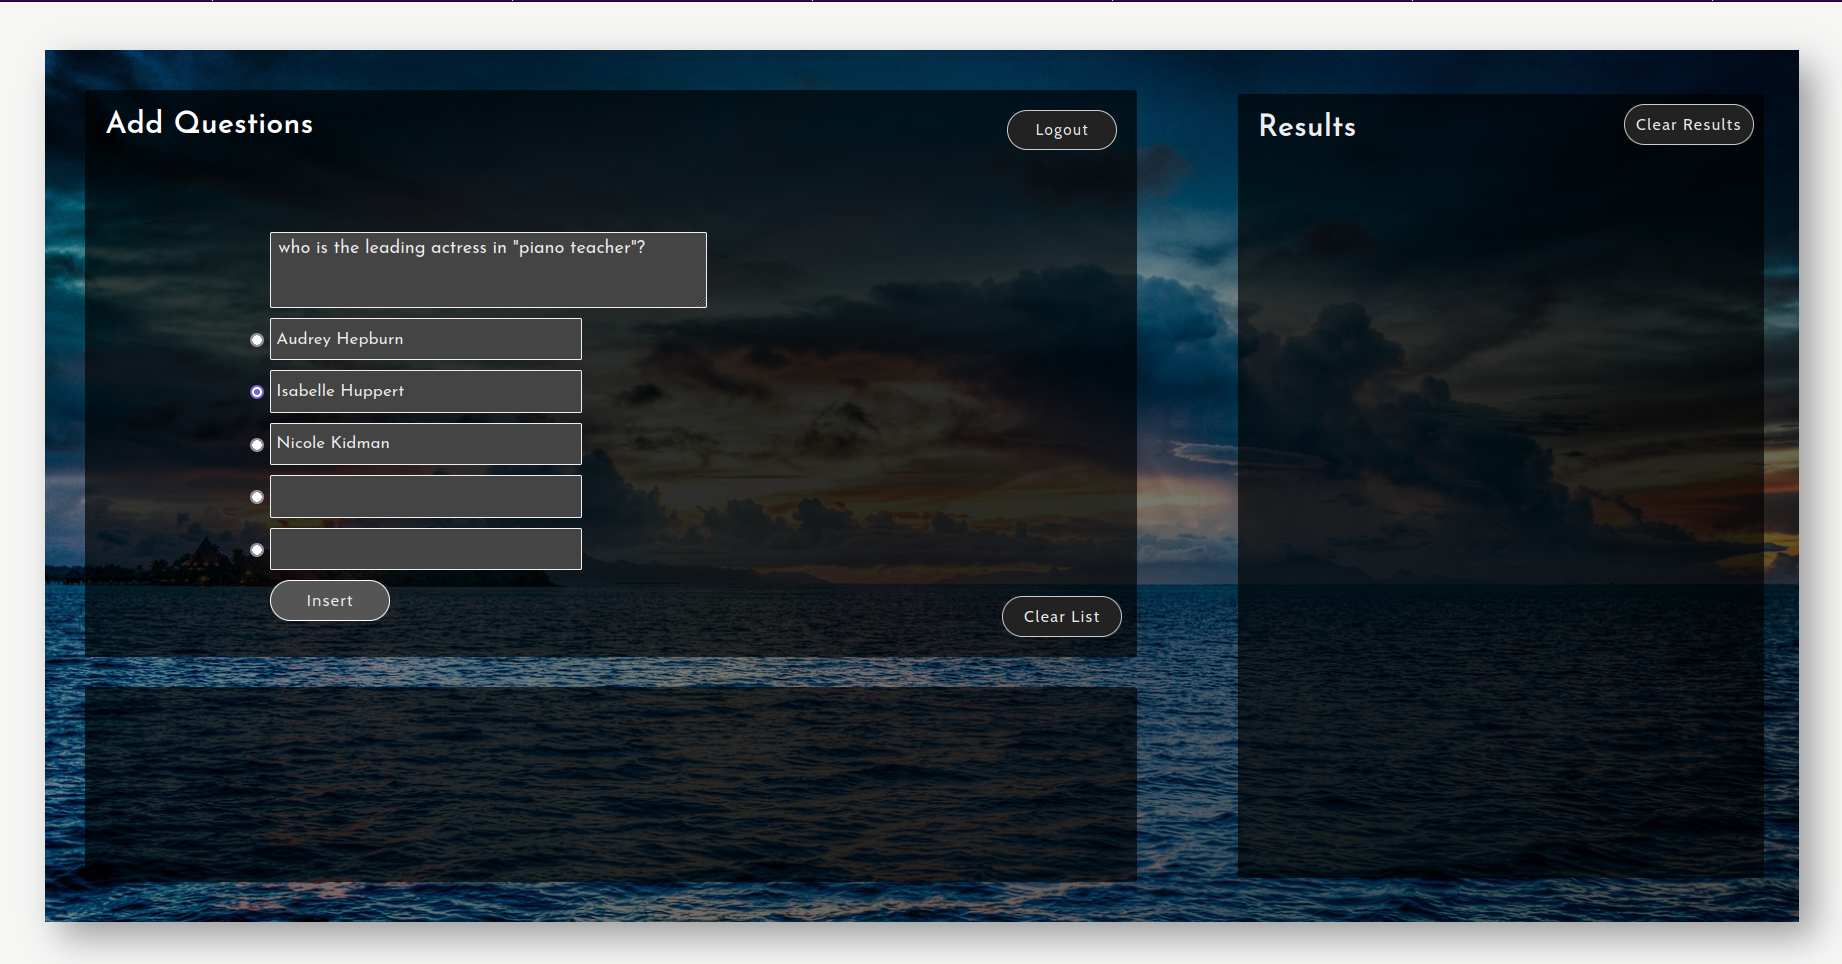 Add Questions
Logout
who is the leading actress in "piano teacher"?
Audrey Hepburn
Isabelle Huppert
Nicole Kidman
Insert
Clear List
Results
Clear Results